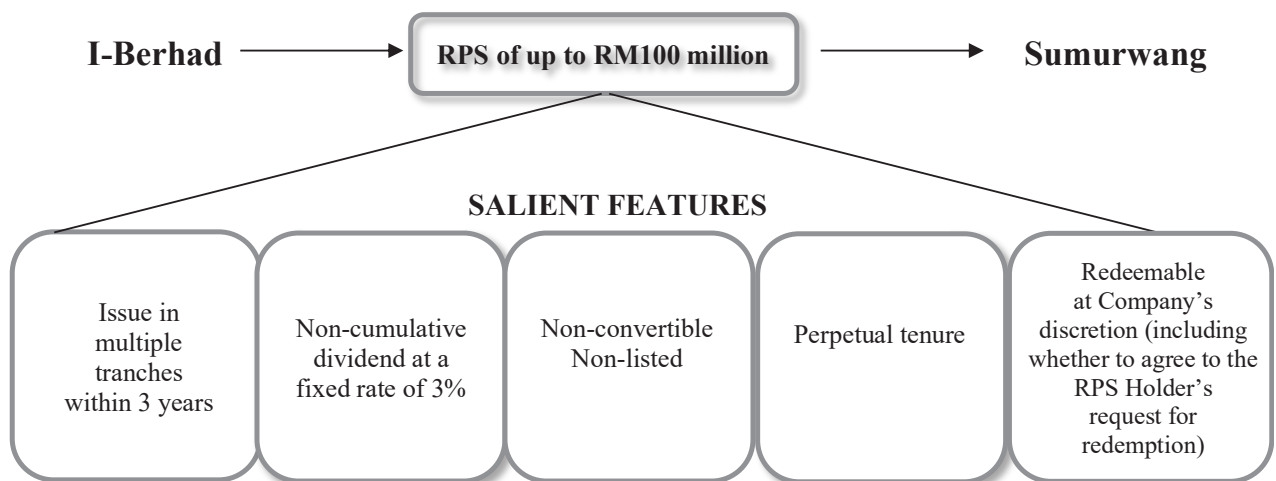 I-Berhad
RPS of up to RM100 million
Sumurwang
SALIENT FEATURES
Issue in
multiple
tranches
within 3 years
Non-cumulative
dividend at a
fixed rate of 3%
Non-convertible
Non-listed
Perpetual tenure
Redeemable
at Company’s
discretion (including
whether to agree to the
RPS Holder’s
request for
redemption)